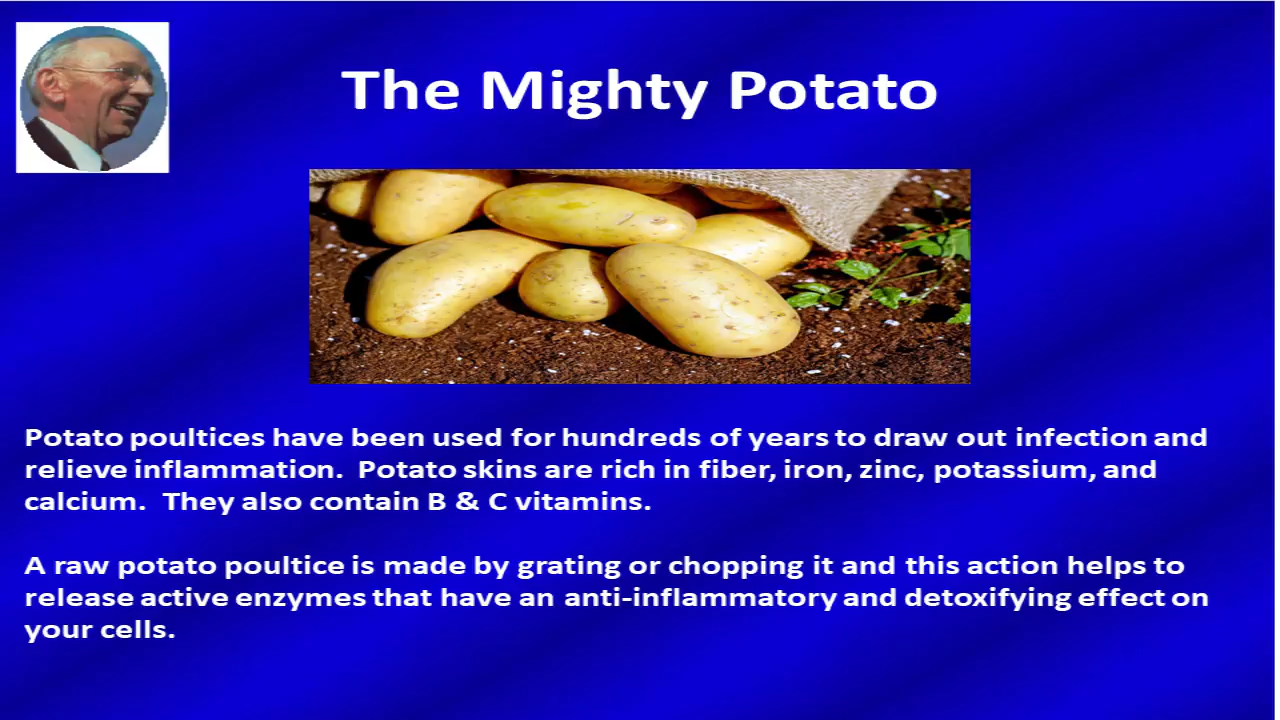 The Mighty Potato
Potato poultices have been used for hundreds of years to draw out infection and
relieve inflammation.  Potato skins are rich in fiber, iron, zinc, potassium, and
calcium.  They also contain B & C vitamins.
A raw potato poultice is made by grating or chopping it and this action helps to
release active enzymes that have an anti-inflammatory and detoxifying effect on
your cells.